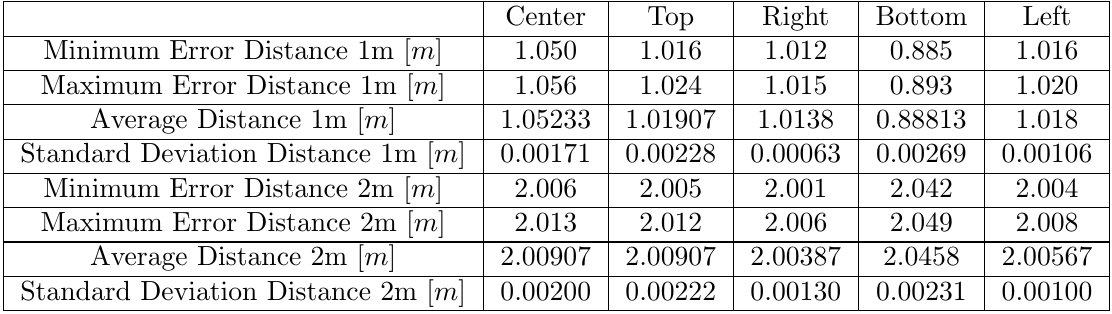 Center Top Right Bottom Left
Minimum Error Distance 1m [m] 1.050 1.016 1.012 0.885 1.016
Maximum Error Distance 1m [m] 1.056 1.024 1.015 0.893 1.020
Average Distance 1m [m] 1.05233 1.01907 1.0138 0.88813 1.018
Standard Deviation Distance 1m [m] 0.00171 0.00228 0.00063 0.00269 0.00106
Minimum Error Distance 2m [m] 2.006 2.005 2.001 2.042 2.004
Maximum Error Distance 2m [m] 2.013 2.012 2.006 2.049 2.008
Average Distance 2m [m] 2.00907 2.00907 2.00387 2.0458 2.00567
Standard Deviation Distance 2m [m] 0.00200 0.00222 0.00130 0.00231 0.00100